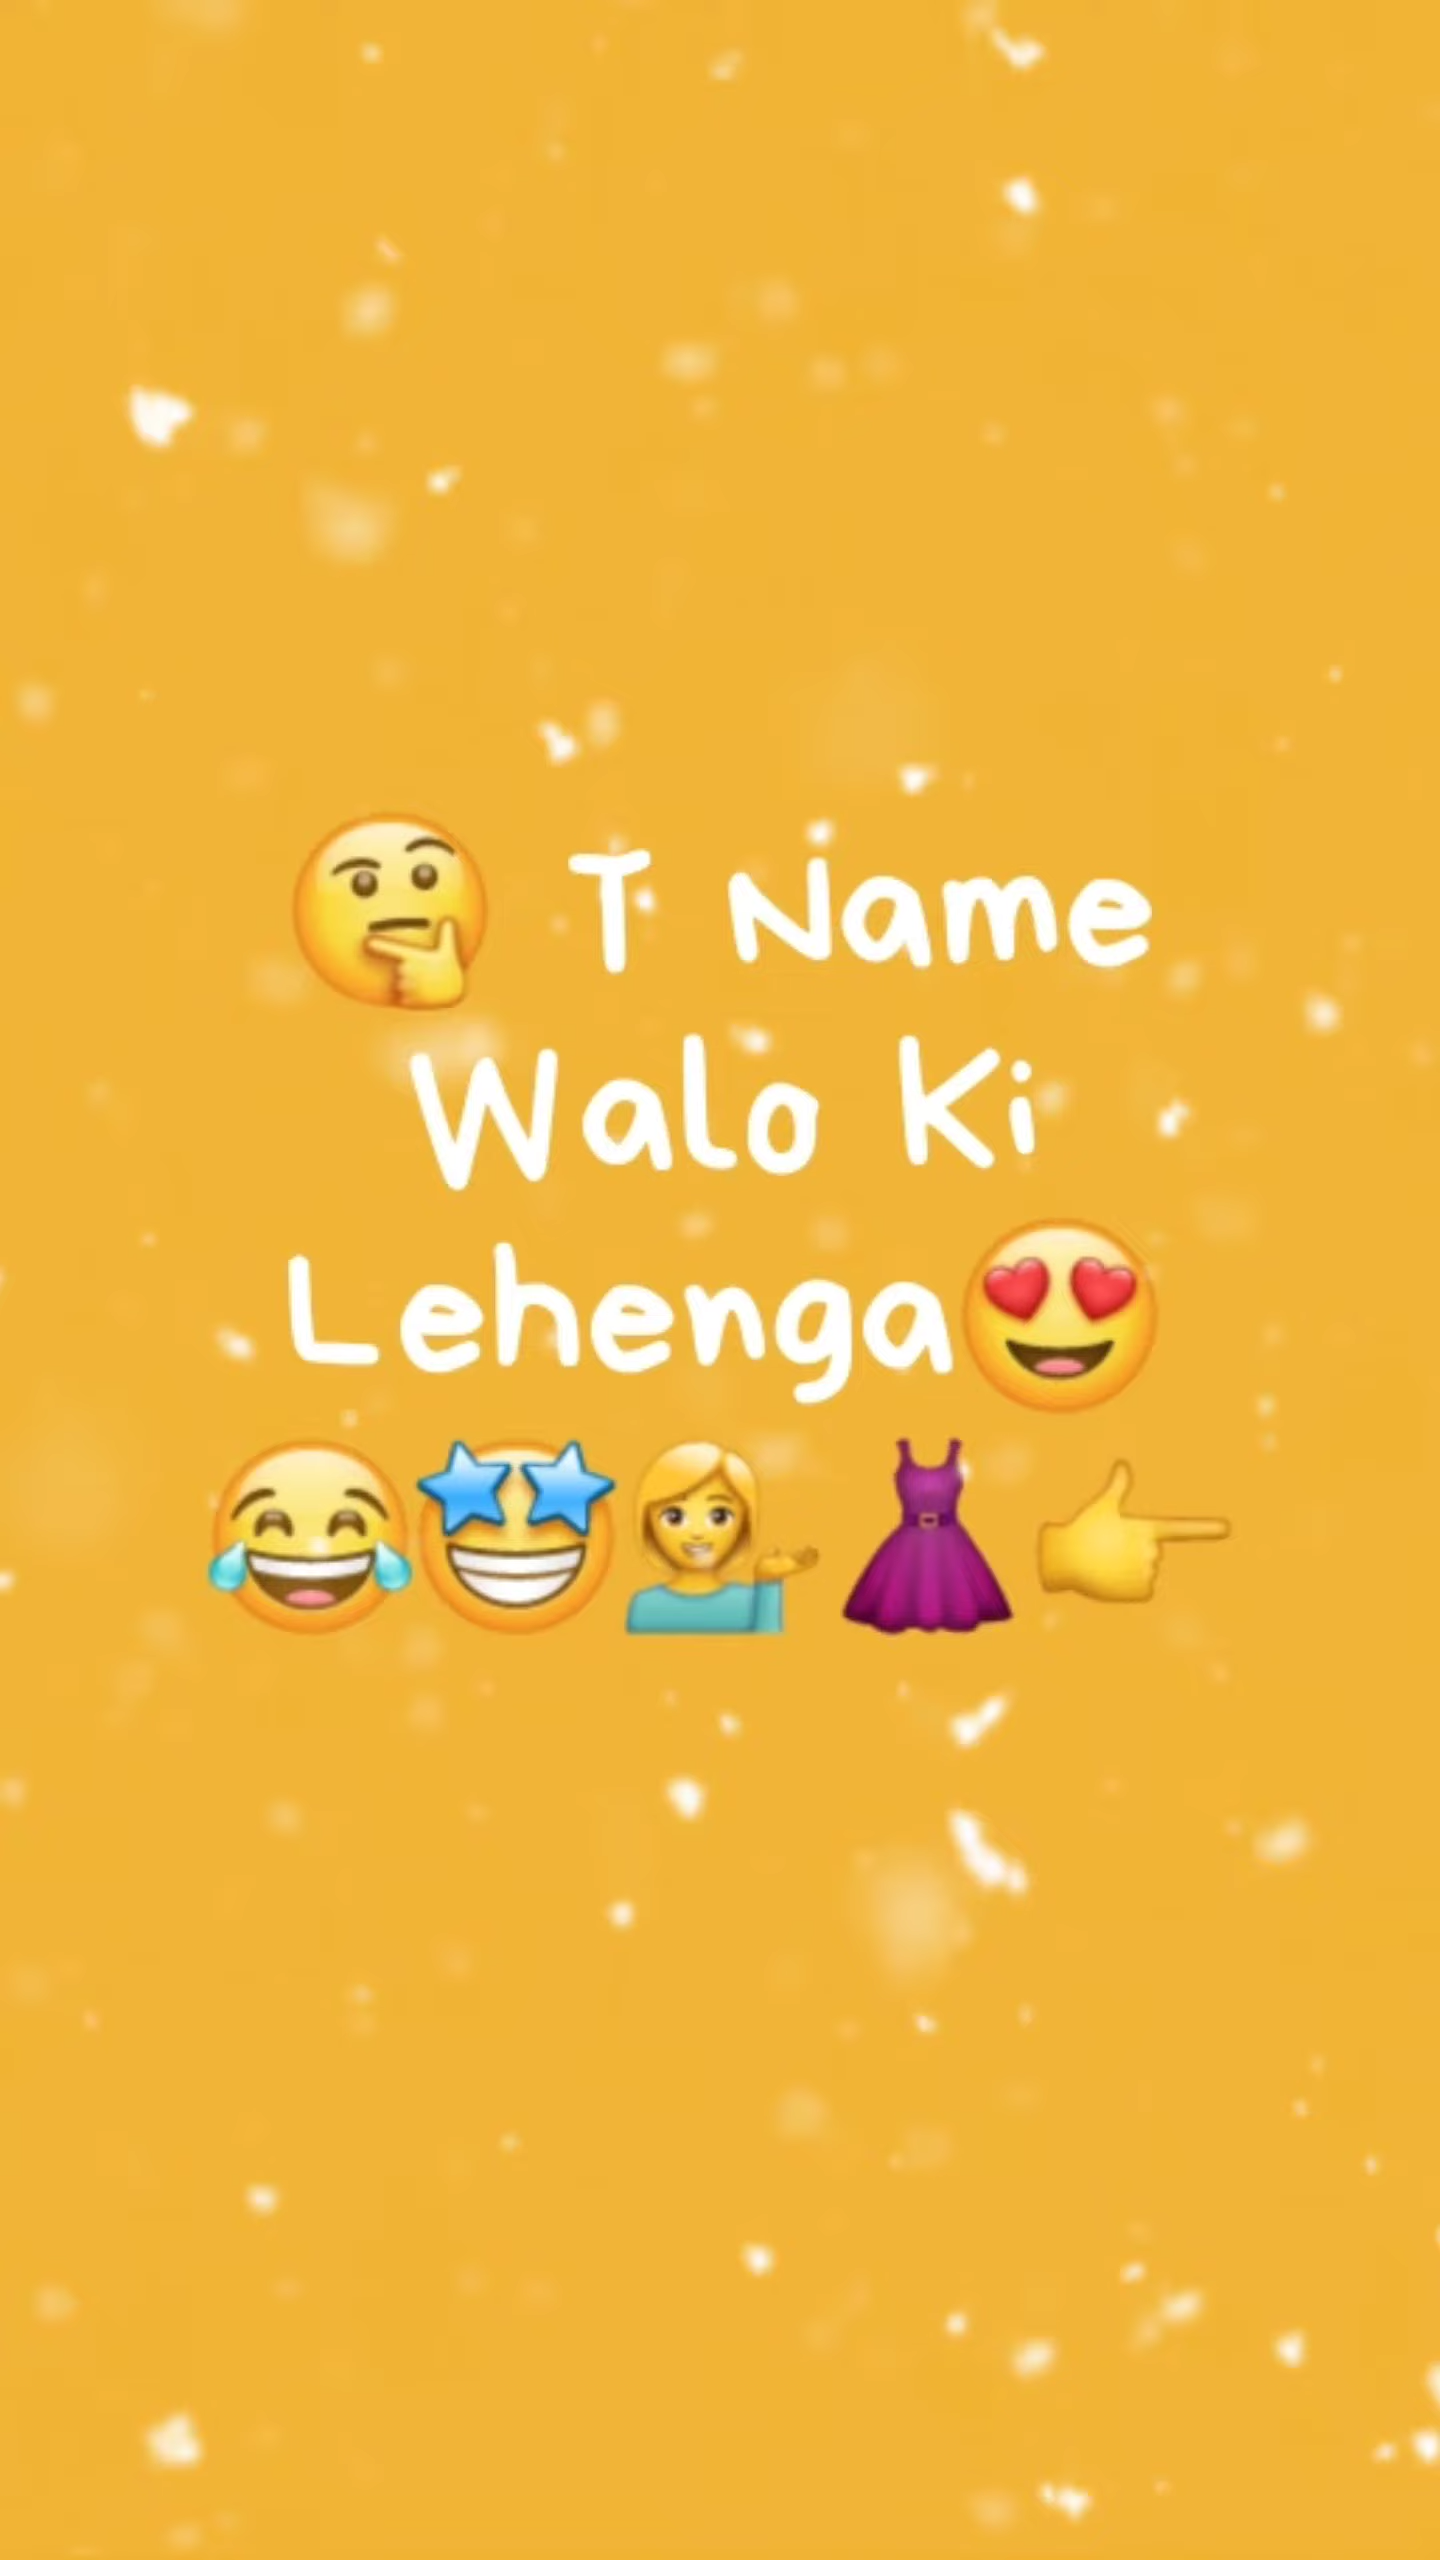 🤔 T Name
Walo Ki
Lehenga😍
😂🤩💁‍♀️👗👉